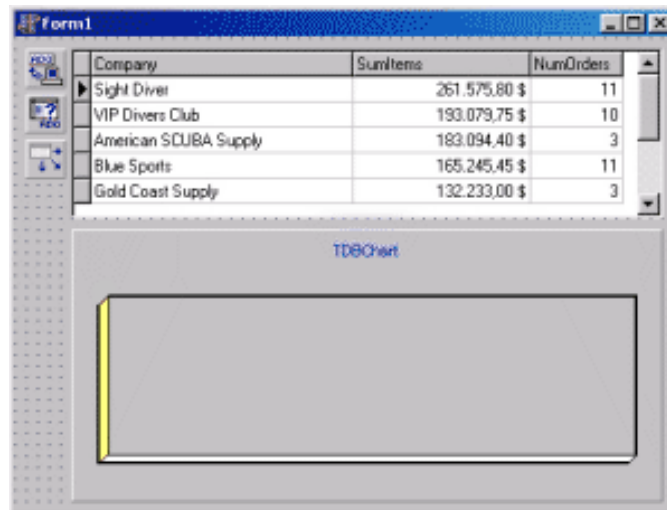 Form1
Company SumItems NumOrders
Sight Diver 261.575,80 $ 11
VIP Divers Club 193.079,75 $ 10
American SCUBA Supply 183.094,40 $ 3
Blue Sports 165.245,45 $ 11
Gold Coast Supply 132.233,00 $ 3
TDBChart